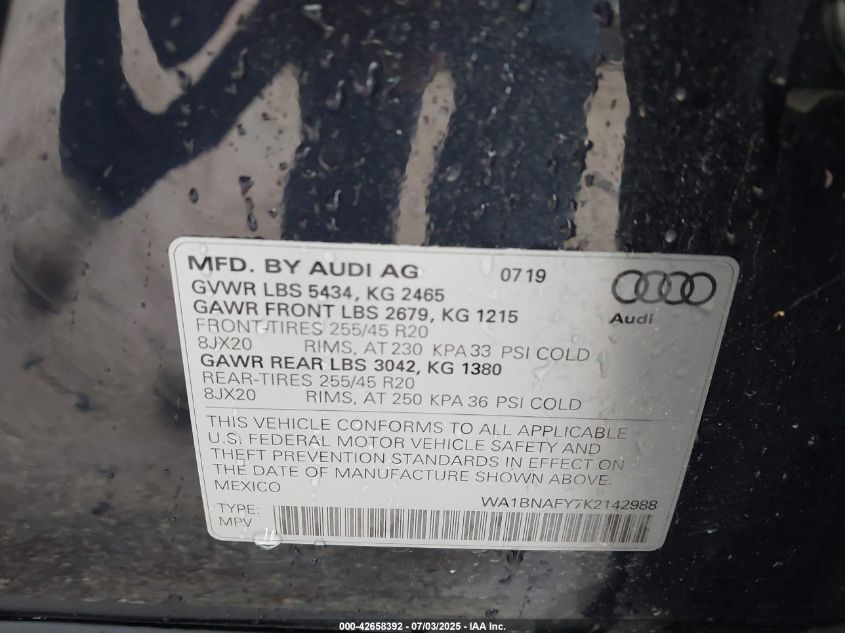 MFD. BY AUDI AG 0719
GVWR LBS 5434, KG 2465
GAWR FRONT LBS 2679, KG 1215
Audi
FRONT-TIRES 255/45 R20
8JX20 RIMS, AT 230 KPA 33 PSI COLD
GAWR REAR LBS 3042, KG 1380
REAR-TIRES 255/45 R20
8JX20 RIMS, AT 250 KPA 36 PSI COLD
THIS VEHICLE CONFORMS TO ALL APPLICABLE
U.S. FEDERAL MOTOR VEHICLE SAFETY AND
THEFT PREVENTION STANDARDS IN EFFECT ON
THE DATE OF MANUFACTURE SHOWN ABOVE.
MEXICO
WA1BNAFY7K2142988
TYPE:
MPV
000-42658392 - 07/03/2025 - IAA Inc.